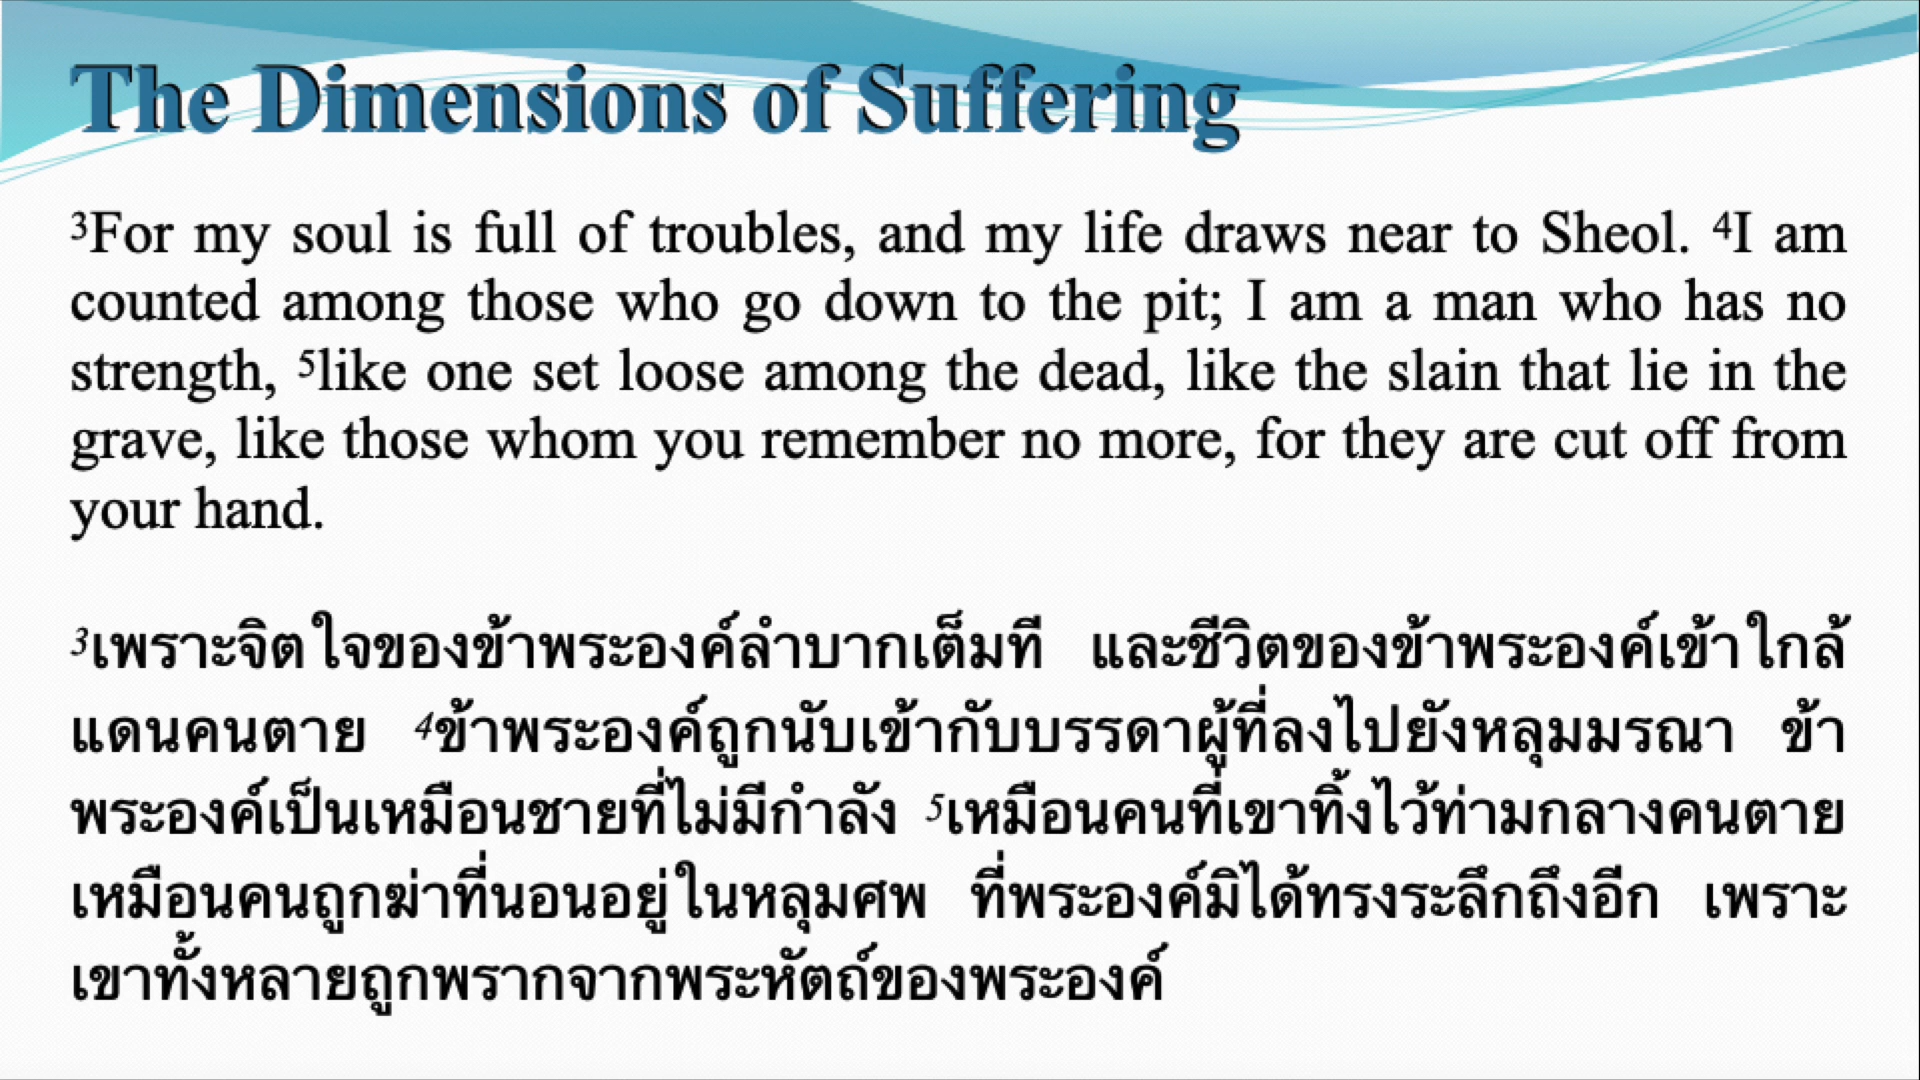 The Dimensions of Suffering
³For my soul is full of troubles, and my life draws near to Sheol. ⁴I am
counted among those who go down to the pit; I am a man who has no
strength, ⁵like one set loose among the dead, like the slain that lie in the
grave, like those whom you remember no more, for they are cut off from
your hand.
³เพราะจิตใจของข้าพระองค์ลำบากเต็มที และชีวิตของข้าพระองค์เข้าใกล้
แดนคนตาย ⁴ข้าพระองค์ถูกนับเข้ากับบรรดาผู้ที่ลงไปยังหลุมมรณา ข้า
พระองค์เป็นเหมือนชายที่ไม่มีกำลัง ⁵เหมือนคนที่เขาทิ้งไว้ท่ามกลางคนตาย
เหมือนคนถูกฆ่าที่นอนอยู่ในหลุมศพ ที่พระองค์มิได้ทรงระลึกถึงอีก เพราะ
เขาทั้งหลายถูกพรากจากพระหัตถ์ของพระองค์